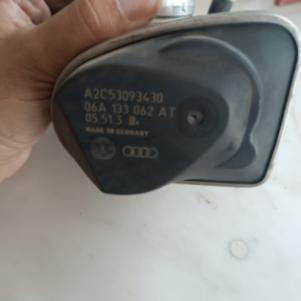 A2C53093430
06A 133 062 AT
05.51.3
MADE IN GERMANY